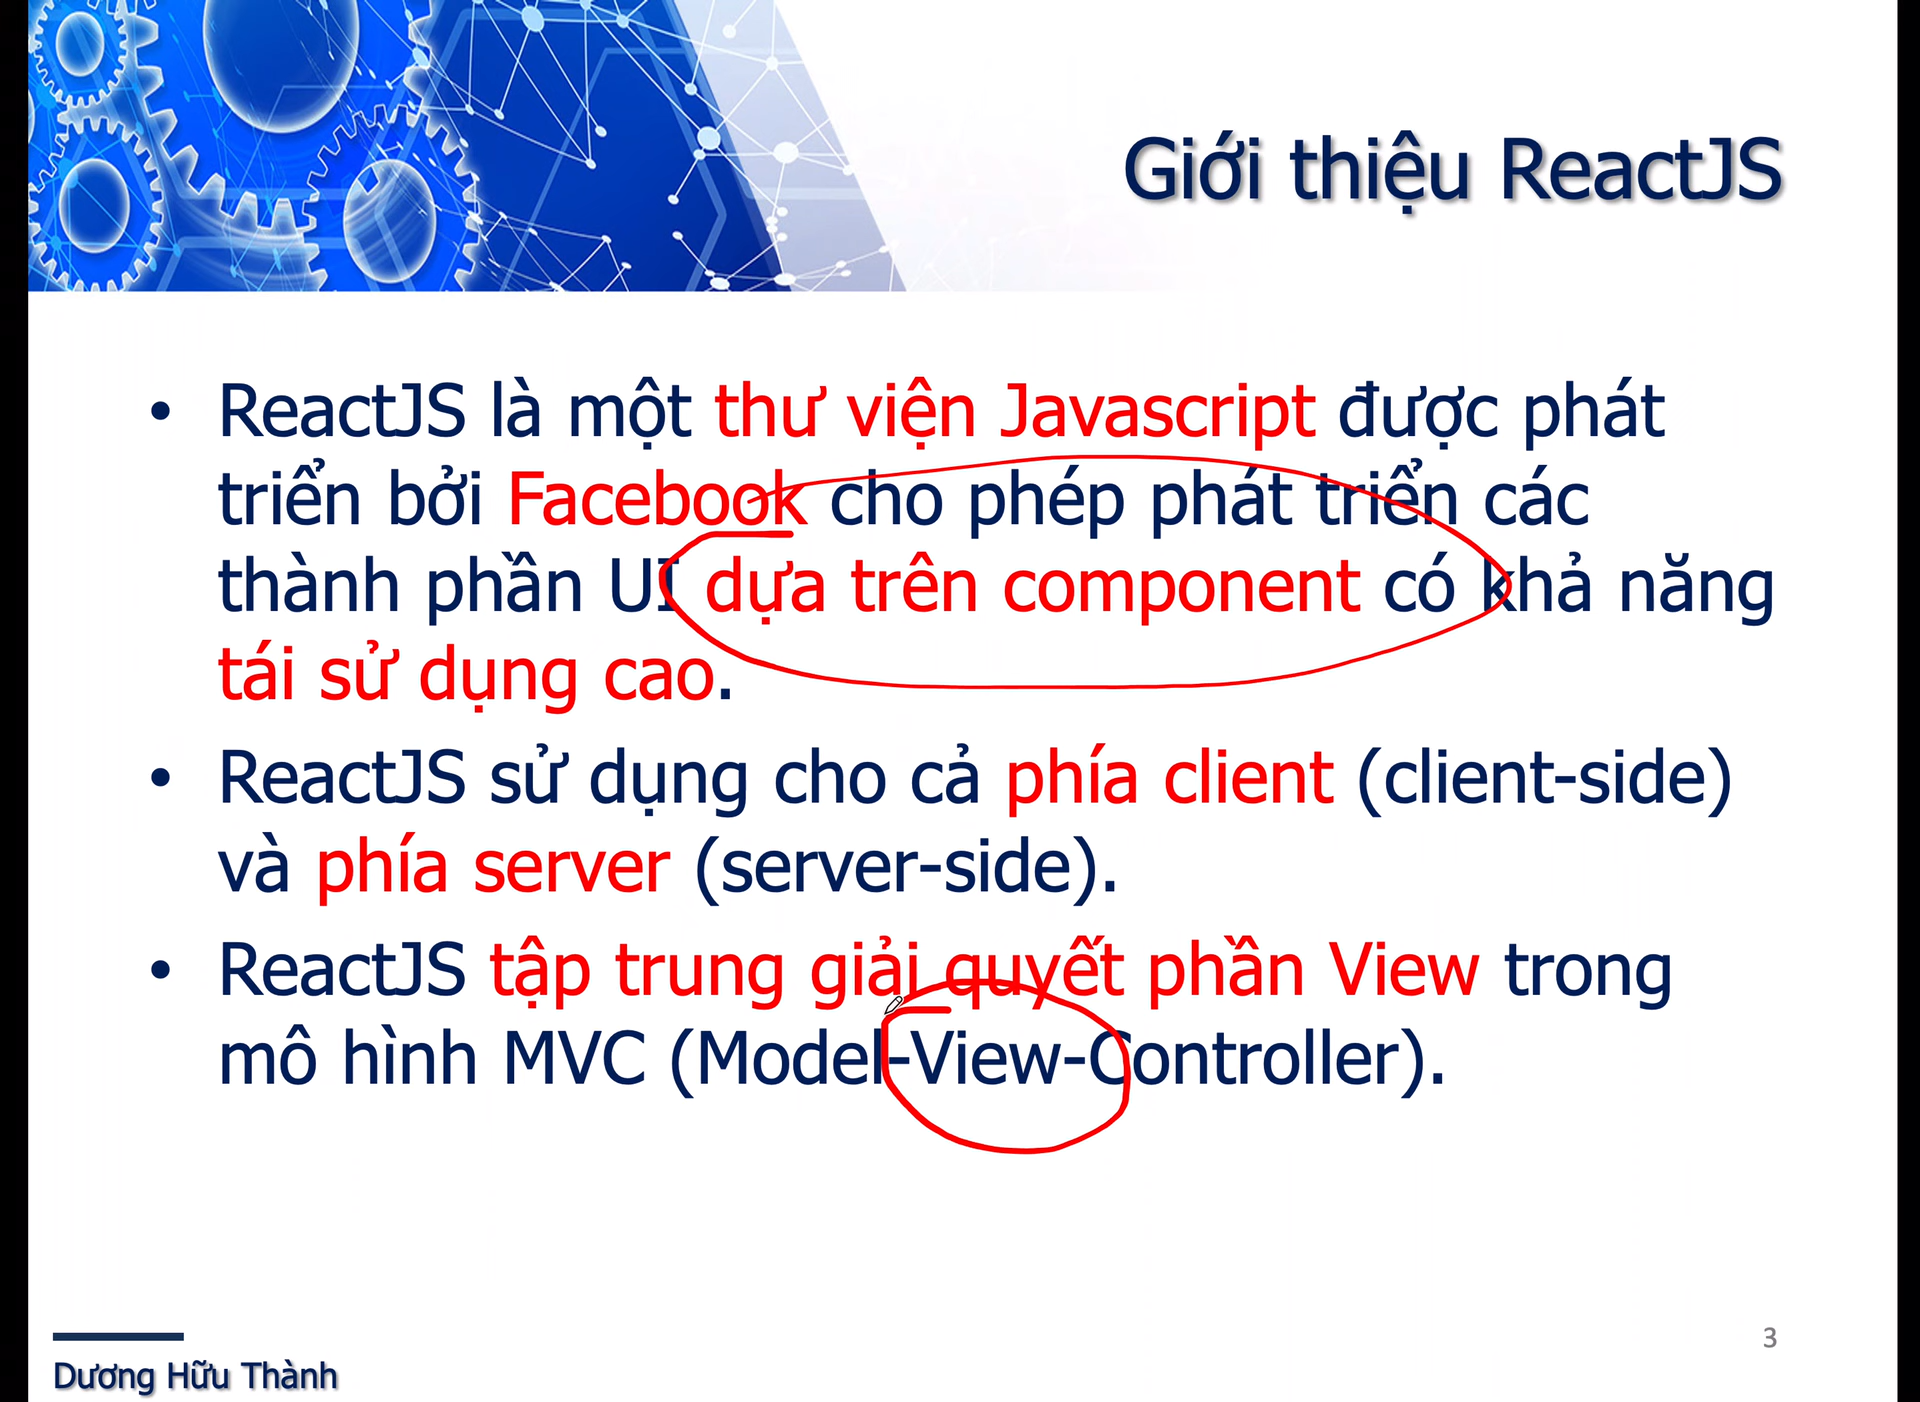 Giới thiệu ReactJS
• ReactJS là một thư viện Javascript được phát
triển bởi Facebook cho phép phát triển các
thành phần UI dựa trên component có khả năng
tái sử dụng cao.
• ReactJS sử dụng cho cả phía client (client-side)
và phía server (server-side).
• ReactJS tập trung giải quyết phần View trong
mô hình MVC (Model-View-Controller).
Dương Hữu Thành
3